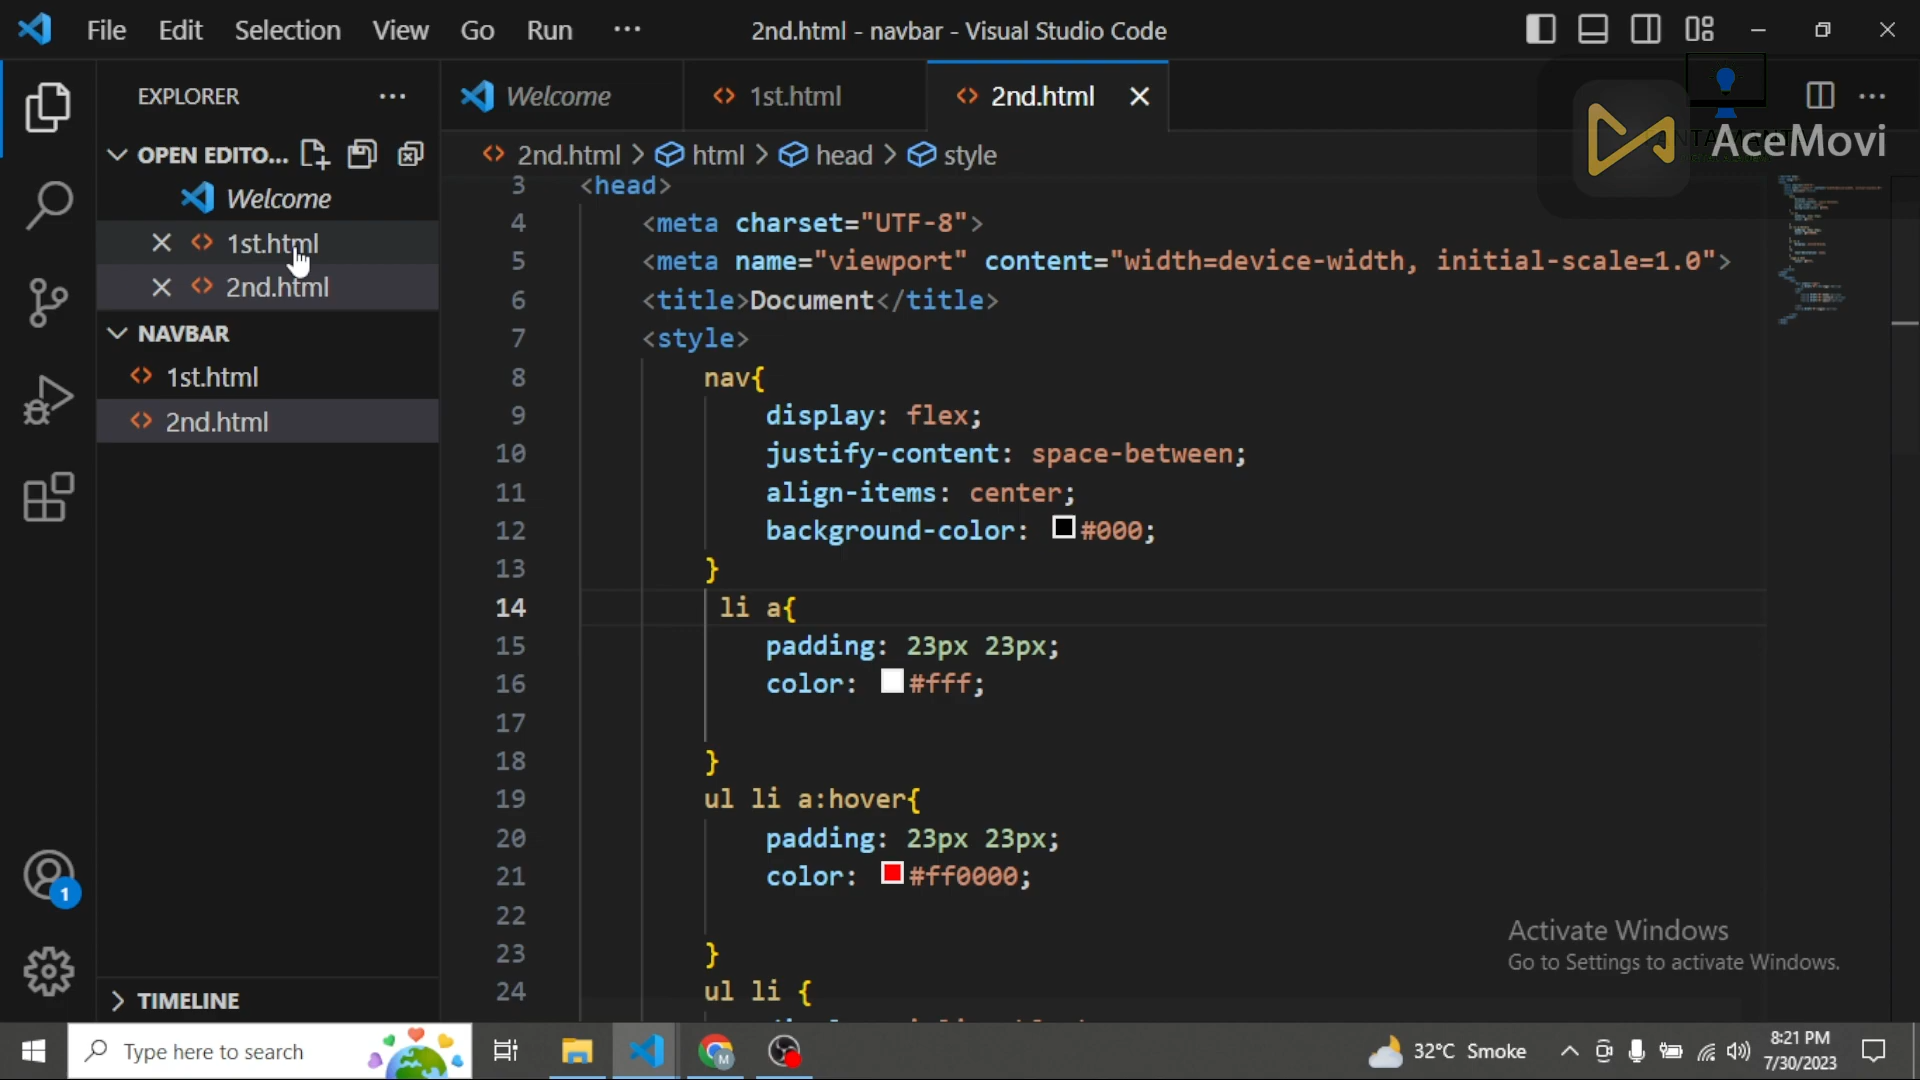 File Edit Selection View Go Run ···
2nd.html - navbar - Visual Studio Code
EXPLORER
Welcome
1st.html
2nd.html
AceMovi
OPEN EDITO...
2nd.html > html > head > style
Welcome
1st.html
2nd.html
NAVBAR
1st.html
2nd.html
TIMELINE
1
3 <head>
4 <meta charset="UTF-8">
5 <meta name="viewport" content="width=device-width, initial-scale=1.0">
6 <title>Document</title>
7 <style>
8 nav{
9 display: flex;
10 justify-content: space-between;
11 align-items: center;
12 background-color: #000;
13 }
14 li a{
15 padding: 23px 23px;
16 color: #fff;
17
18 }
19 ul li a:hover{
20 padding: 23px 23px;
21 color: #ff0000;
22
23 }
24 ul li {
Activate Windows
Go to Settings to activate Windows.
Type here to search
32°C Smoke
8:21 PM
7/30/2023